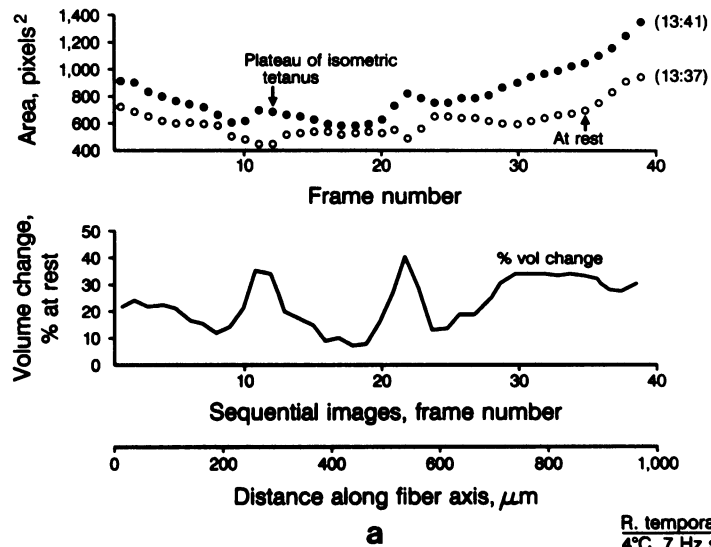 Area, pixels²
1,400
1,200
1,000
800
600
400
Plateau of isometric
tetanus
(13:41)
(13:37)
At rest
10
20
30
40
Frame number
Volume change,
% at rest
50
40
30
20
10
0
% vol change
10
20
30
40
Sequential images, frame number
0
200
400
600
800
1,000
Distance along fiber axis, μm
a
R. tempora
4°C, 7 Hz